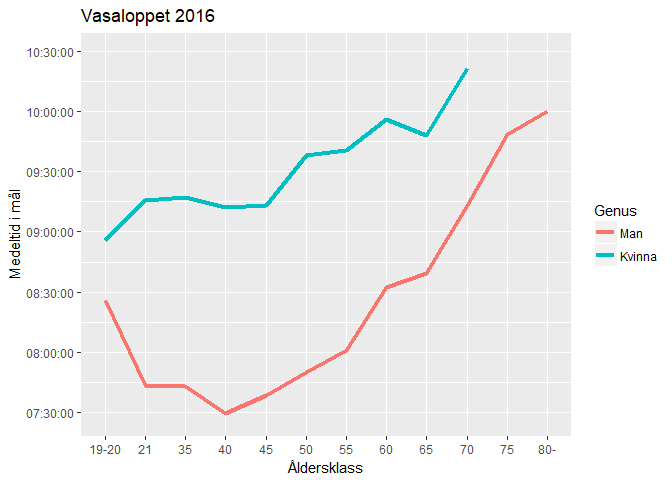 Vasaloppet 2016
10:30:00
10:00:00
09:30:00
09:00:00
08:30:00
08:00:00
07:30:00
Medeltid i mål
19-20 21 35 40 45 50 55 60 65 70 75 80-
Åldersklass
Genus
Man
Kvinna